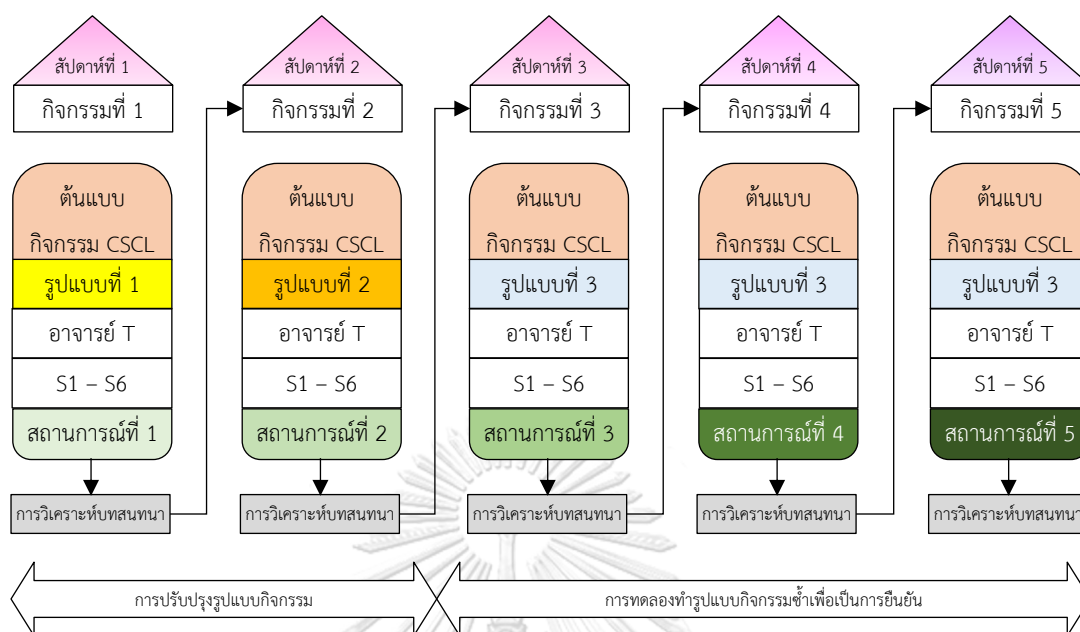 สัปดาห์ที่ 1
กิจกรรมที่ 1
ต้นแบบ
กิจกรรม CSCL
รูปแบบที่ 1
อาจารย์ T
S1 – S6
สถานการณ์ที่ 1
การวิเคราะห์บทสนทนา
สัปดาห์ที่ 2
กิจกรรมที่ 2
ต้นแบบ
กิจกรรม CSCL
รูปแบบที่ 2
อาจารย์ T
S1 – S6
สถานการณ์ที่ 2
การวิเคราะห์บทสนทนา
สัปดาห์ที่ 3
กิจกรรมที่ 3
ต้นแบบ
กิจกรรม CSCL
รูปแบบที่ 3
อาจารย์ T
S1 – S6
สถานการณ์ที่ 3
การวิเคราะห์บทสนทนา
สัปดาห์ที่ 4
กิจกรรมที่ 4
ต้นแบบ
กิจกรรม CSCL
รูปแบบที่ 3
อาจารย์ T
S1 – S6
สถานการณ์ที่ 4
การวิเคราะห์บทสนทนา
สัปดาห์ที่ 5
กิจกรรมที่ 5
ต้นแบบ
กิจกรรม CSCL
รูปแบบที่ 3
อาจารย์ T
S1 – S6
สถานการณ์ที่ 5
การวิเคราะห์บทสนทนา
การปรับปรุงรูปแบบกิจกรรม
การทดลองทำรูปแบบกิจกรรมซ้ำเพื่อเป็นการยืนยัน